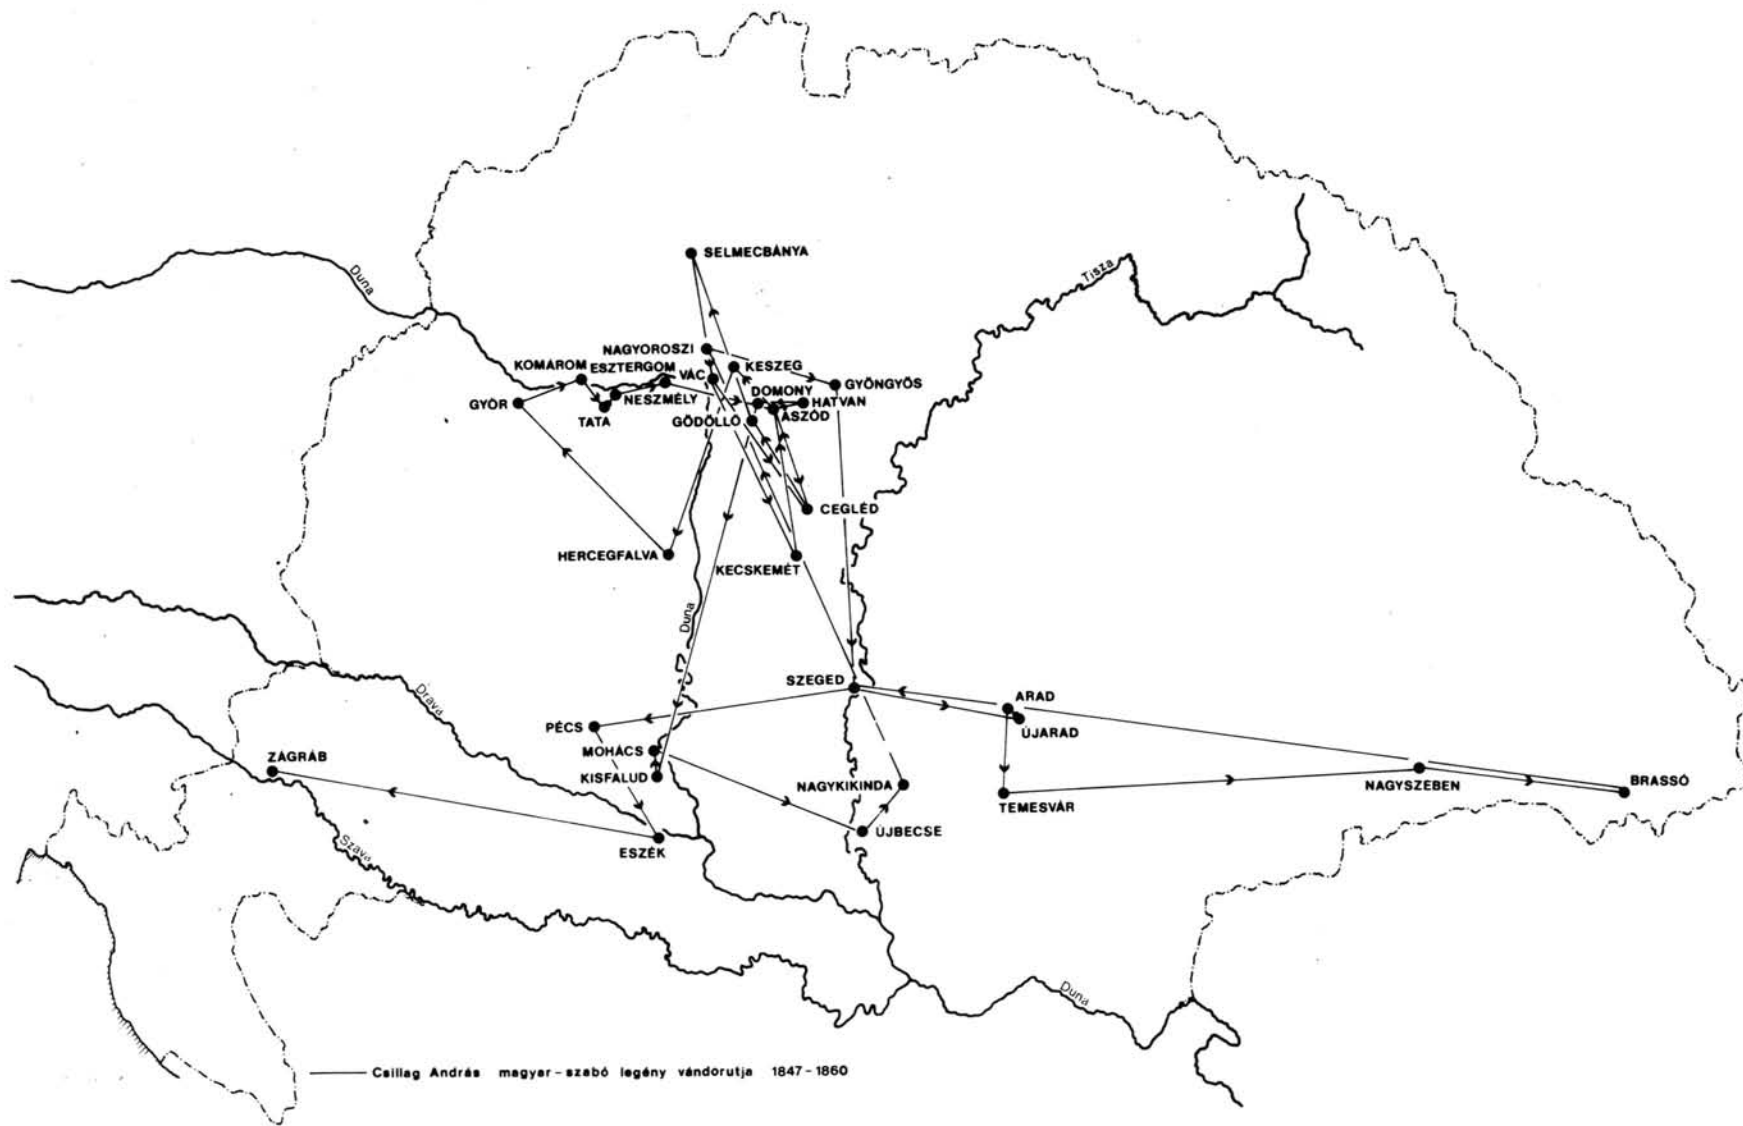 SELMECBÁNYA
Duna
Tisza
NAGYOROSZI
KOMÁROM
ESZTERGOM
VÁC
KESZEG
GYÖNGYÖS
DOMONY
HATVAN
GYÖR
NESZMÉLY
TATA
GÖDÖLLÖ
ASZÓD
CEGLÉD
HERCEGFALVA
KECSKEMÉT
Duna
SZEGED
ARAD
Dráva
PÉCS
ÚJARAD
MOHÁCS
ZÁGRÁB
KISFALUD
NAGYKIKINDA
NAGYSZEBEN
BRASSÓ
TEMESVÁR
ÚJBECSE
Száva
ESZÉK
Duna
Csillag András magyar-szabó legény vándorutja 1847-1860